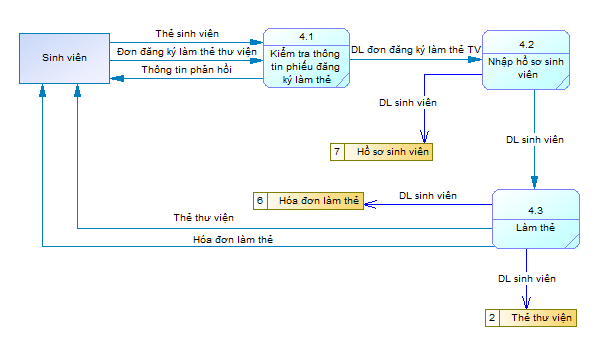 Thẻ sinh viên
Đơn đăng ký làm thẻ thư viện
Thông tin phản hồi
Sinh viên
4.1
Kiểm tra thông
tin phiếu đăng
ký làm thẻ
DL đơn đăng ký làm thẻ TV
4.2
Nhập hồ sơ sinh
viên
DL sinh viên
7 Hồ sơ sinh viên
DL sinh viên
DL sinh viên
6 Hóa đơn làm thẻ
4.3
Làm thẻ
Thẻ thư viện
Hóa đơn làm thẻ
DL sinh viên
2 Thẻ thư viện